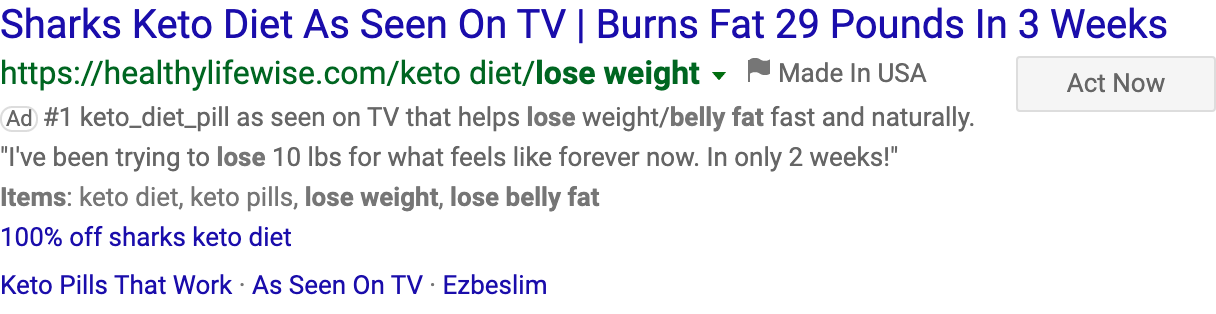 Sharks Keto Diet As Seen On TV | Burns Fat 29 Pounds In 3 Weeks
https://healthylifewise.com/keto diet/lose weight Made In USA
Act Now
Ad #1 keto_diet_pill as seen on TV that helps lose weight/belly fat fast and naturally.
"I've been trying to lose 10 lbs for what feels like forever now. In only 2 weeks!"
Items: keto diet, keto pills, lose weight, lose belly fat
100% off sharks keto diet
Keto Pills That Work · As Seen On TV · Ezbeslim